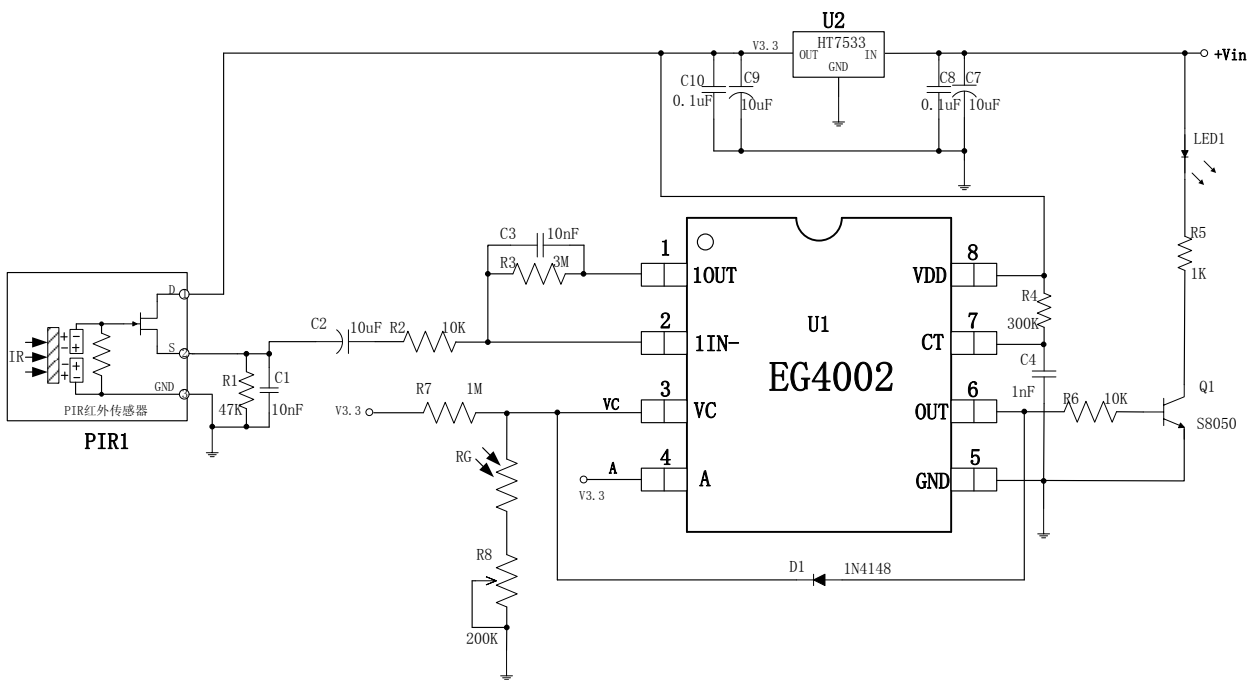 U2
HT7533
V3.3
OUT
IN
GND
+Vin
C10
0.1uF
C9
10uF
C8
0.1uF
C7
10uF
LED1
R5
1K
C3
10nF
R3
3M
1
1OUT
8
VDD
D
1
R4
300K
C2
10uF
R2
10K
2
1IN-
U1
EG4002
7
CT
S
2
IR
GND
3
R1
47K
C1
10nF
C4
1nF
PIR红外传感器
PIR1
V3.3
R7
1M
VC
3
VC
6
OUT
R6
10K
Q1
S8050
RG
A
V3.3
4
A
5
GND
R8
200K
D1
1N4148